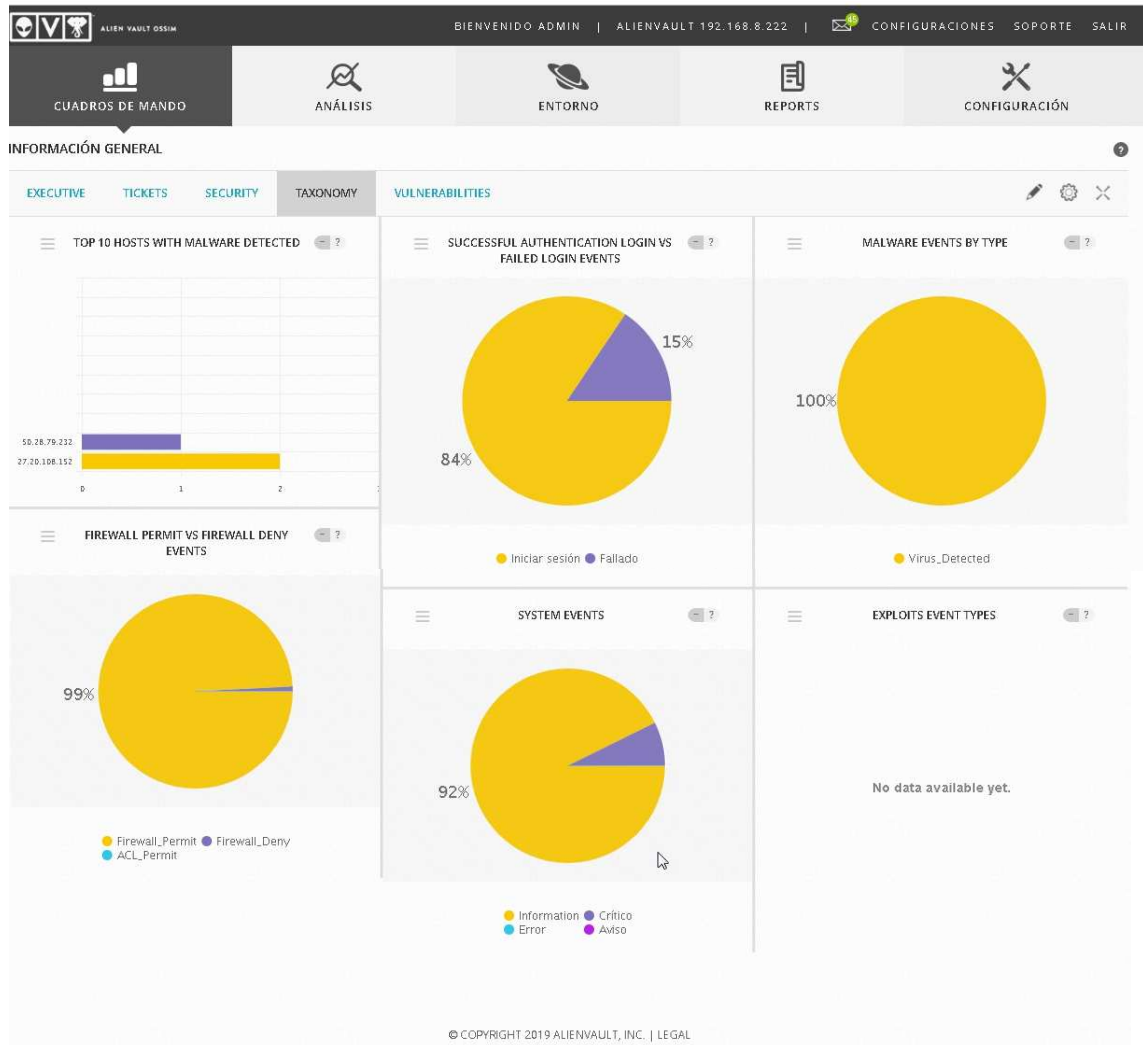 ALIEN VAULT OSSIM
BIENVENIDO ADMIN | ALIENVAULT 192.168.8.222 | 45 CONFIGURACIONES SOPORTE SALIR
CUADROS DE MANDO
ANÁLISIS
ENTORNO
REPORTS
CONFIGURACIÓN
INFORMACIÓN GENERAL
?
EXECUTIVE TICKETS SECURITY TAXONOMY VULNERABILITIES
TOP 10 HOSTS WITH MALWARE DETECTED
- ?
50.28.79.232
27.20.108.152
0 1 2
SUCCESSFUL AUTHENTICATION LOGIN VS
FAILED LOGIN EVENTS
- ?
15%
84%
Iniciar sesión Fallado
MALWARE EVENTS BY TYPE
- ?
100%
Virus_Detected
FIREWALL PERMIT VS FIREWALL DENY
EVENTS
- ?
99%
Firewall_Permit Firewall_Deny
ACL_Permit
SYSTEM EVENTS
- ?
92%
Information Crítico
Error Aviso
EXPLOITS EVENT TYPES
- ?
No data available yet.
© COPYRIGHT 2019 ALIENVAULT, INC. | LEGAL